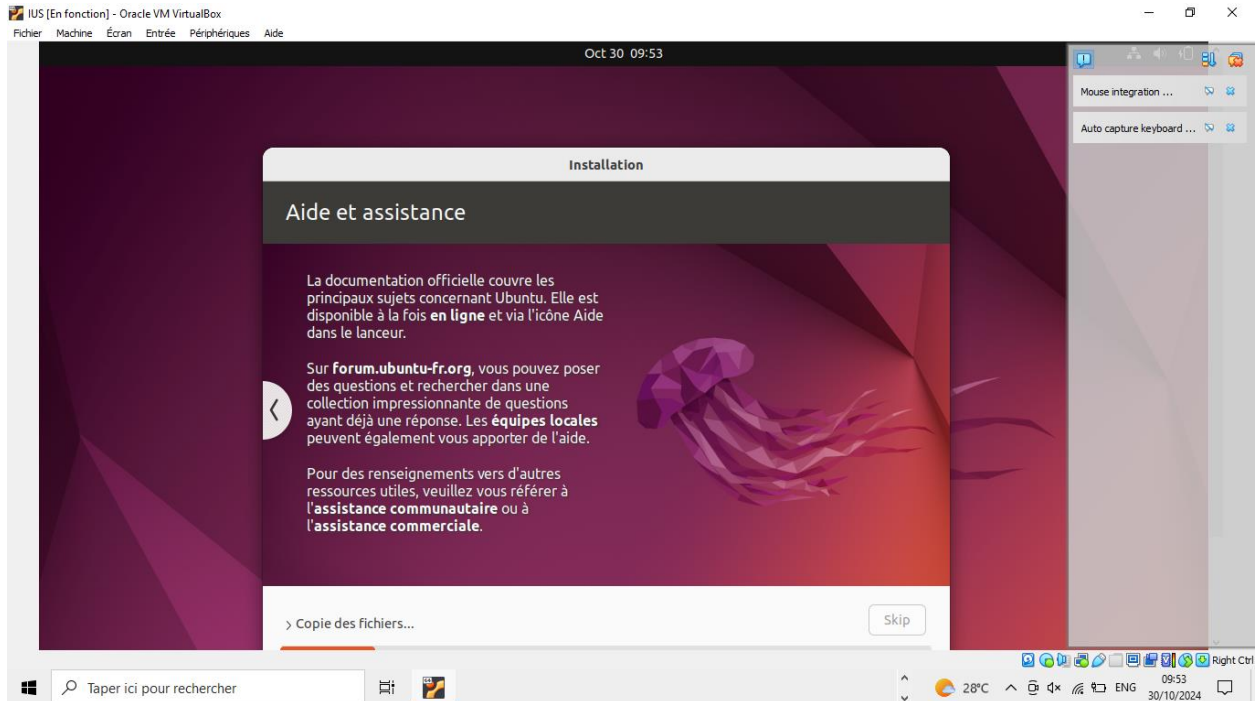 IUS [En fonction] - Oracle VM VirtualBox
Fichier Machine Écran Entrée Périphériques Aide
Oct 30 09:53
Mouse integration ...
Auto capture keyboard ...
Installation
Aide et assistance
La documentation officielle couvre les
principaux sujets concernant Ubuntu. Elle est
disponible à la fois en ligne et via l'icône Aide
dans le lanceur.
Sur forum.ubuntu-fr.org, vous pouvez poser
des questions et rechercher dans une
collection impressionnante de questions
ayant déjà une réponse. Les équipes locales
peuvent également vous apporter de l'aide.
Pour des renseignements vers d'autres
ressources utiles, veuillez vous référer à
l'assistance communautaire ou à
l'assistance commerciale.
Copie des fichiers...
Skip
Right Ctrl
Taper ici pour rechercher
28°C
ENG
09:53
30/10/2024